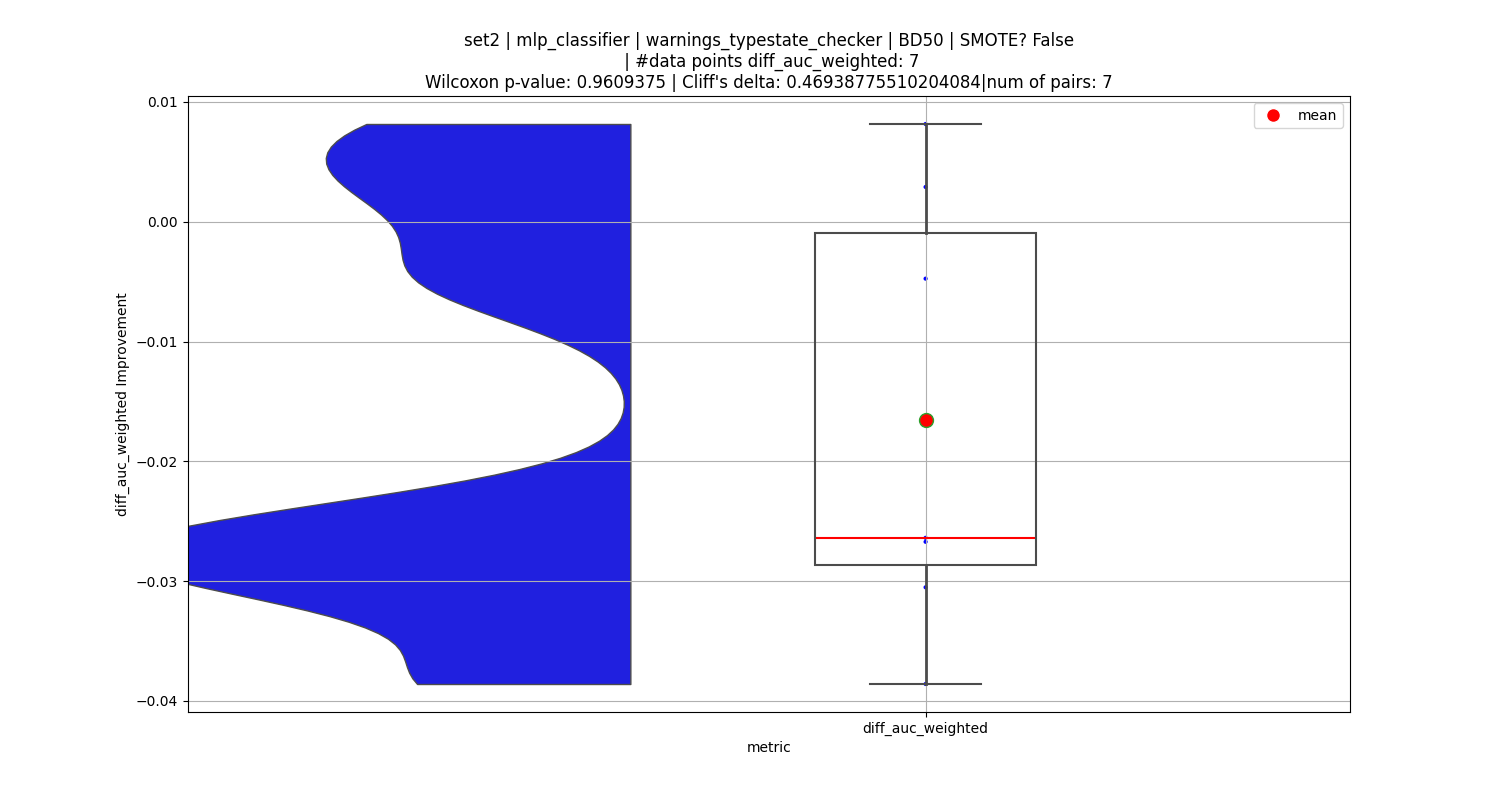 set2 | mlp_classifier | warnings_typestate_checker | BD50 | SMOTE? False
| #data points diff_auc_weighted: 7
Wilcoxon p-value: 0.9609375 | Cliff's delta: 0.46938775510204084|num of pairs: 7
mean
0.01
0.00
−0.01
−0.02
−0.03
−0.04
diff_auc_weighted Improvement
diff_auc_weighted
metric